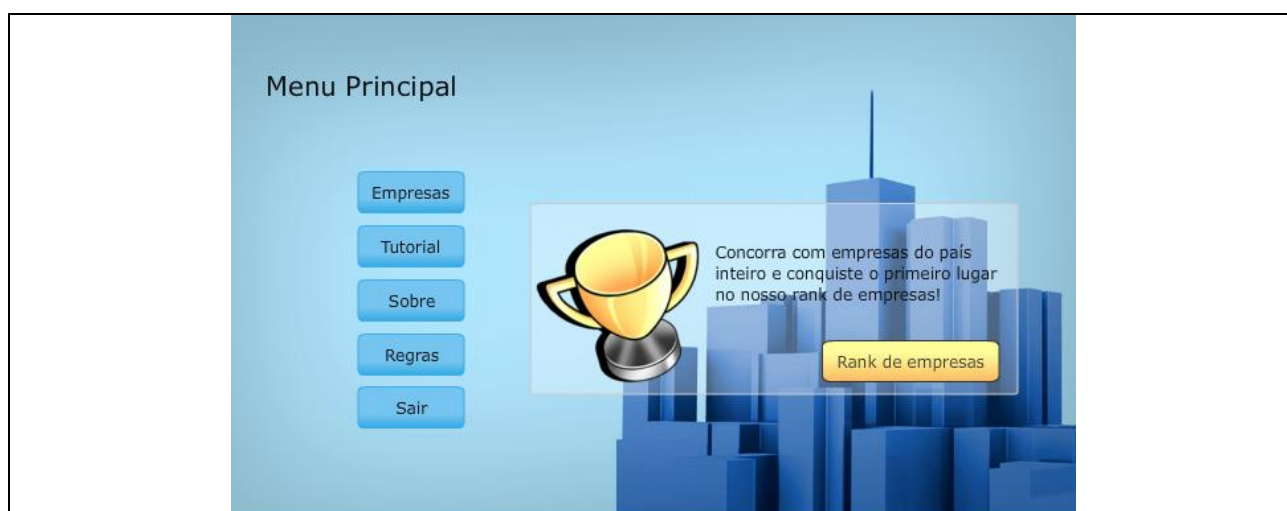 Menu Principal
Empresas
Tutorial
Sobre
Regras
Sair
Concorra com empresas do país
inteiro e conquiste o primeiro lugar
no nosso rank de empresas!
Rank de empresas